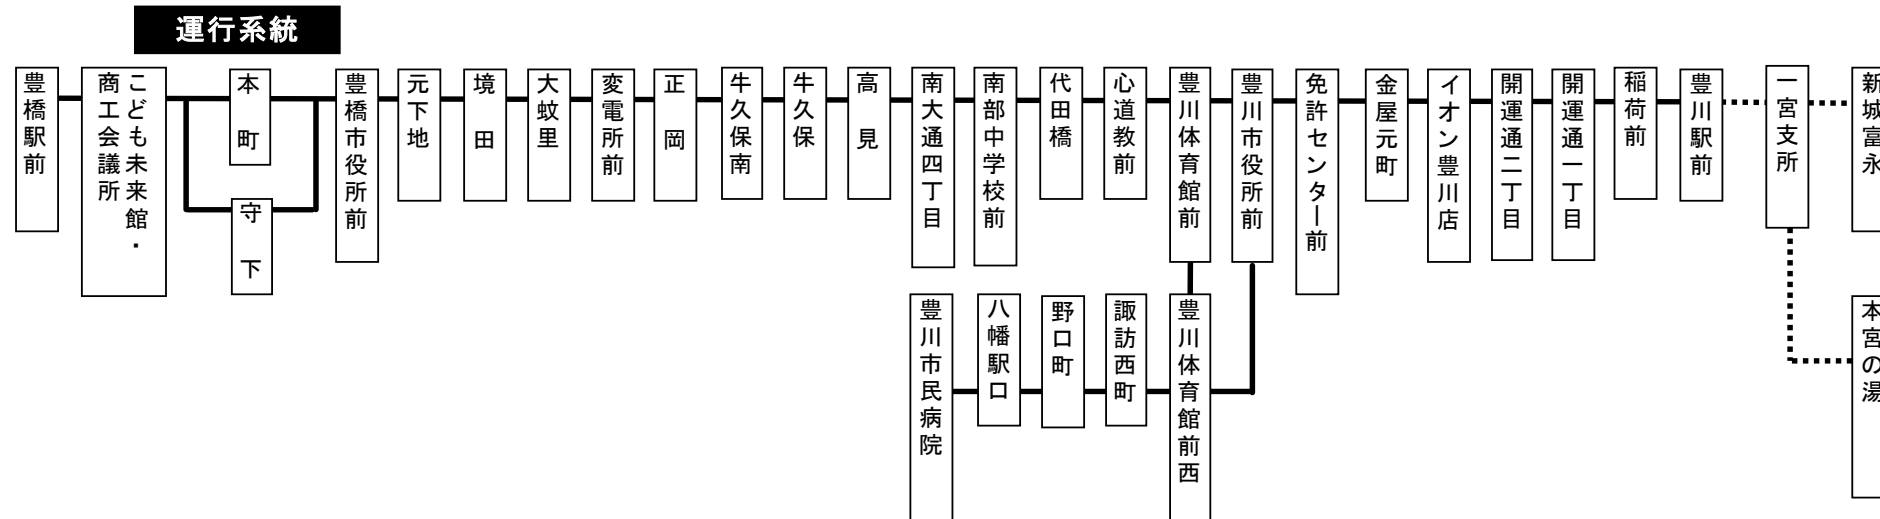 運行系統
豊橋駅前
こども未来館・
商工会議所
本町
守下
豊橋市役所前
元下地
境田
大蚊里
変電所前
正岡
牛久保南
牛久保
高見
南大通四丁目
南部中学校前
代田橋
心道教前
豊川体育館前
豊川市役所前
免許センター前
金屋元町
イオン豊川店
開運通二丁目
開運通一丁目
稲荷前
豊川駅前
一宮支所
新城富永
豊川市民病院
八幡駅口
野口町
諏訪西町
豊川体育館前西
本宮の湯